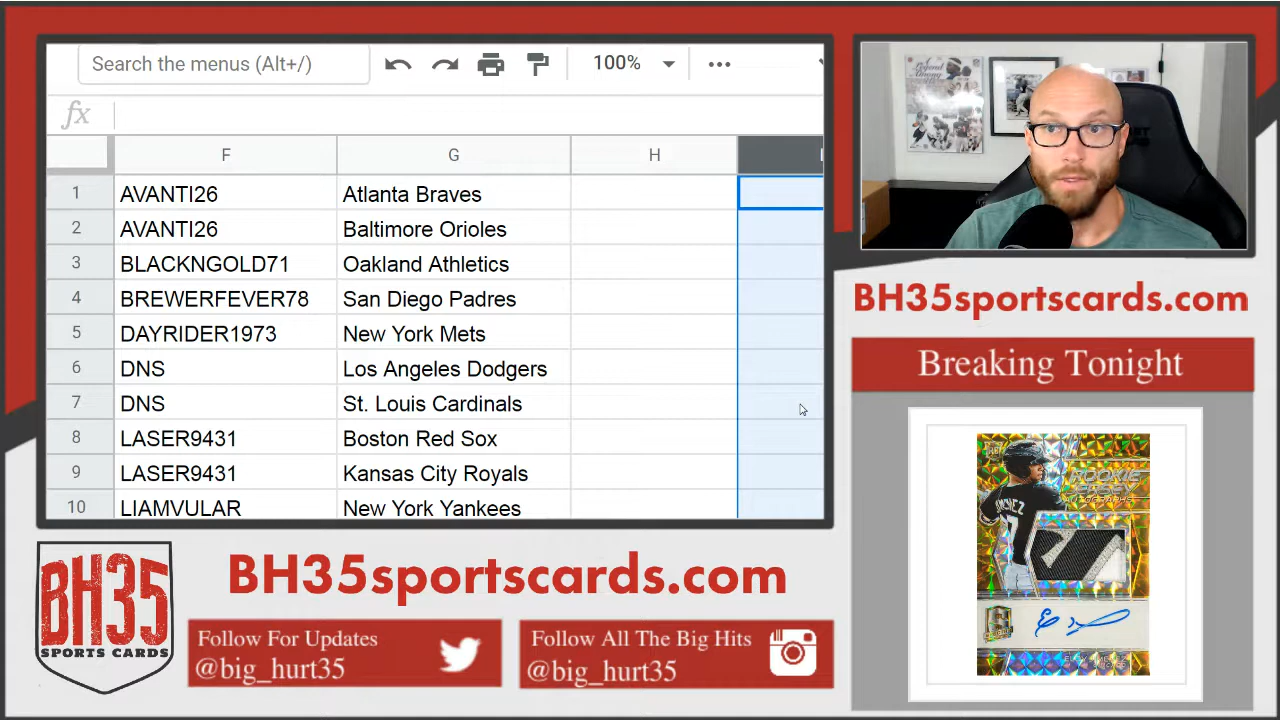 Search the menus (Alt+/)
100%
fx
F G H
1 AVANTI26 Atlanta Braves
2 AVANTI26 Baltimore Orioles
3 BLACKNGOLD71 Oakland Athletics
4 BREWERFEVER78 San Diego Padres
5 DAYRIDER1973 New York Mets
6 DNS Los Angeles Dodgers
7 DNS St. Louis Cardinals
8 LASER9431 Boston Red Sox
9 LASER9431 Kansas City Royals
10 LIAMVULAR New York Yankees
BH35sportscards.com
Breaking Tonight
ROOKIE
JERSEY
AUTOGRAPHS
BH35
SPORTS CARDS
BH35sportscards.com
Follow For Updates
@big_hurt35
Follow All The Big Hits
@big_hurt35